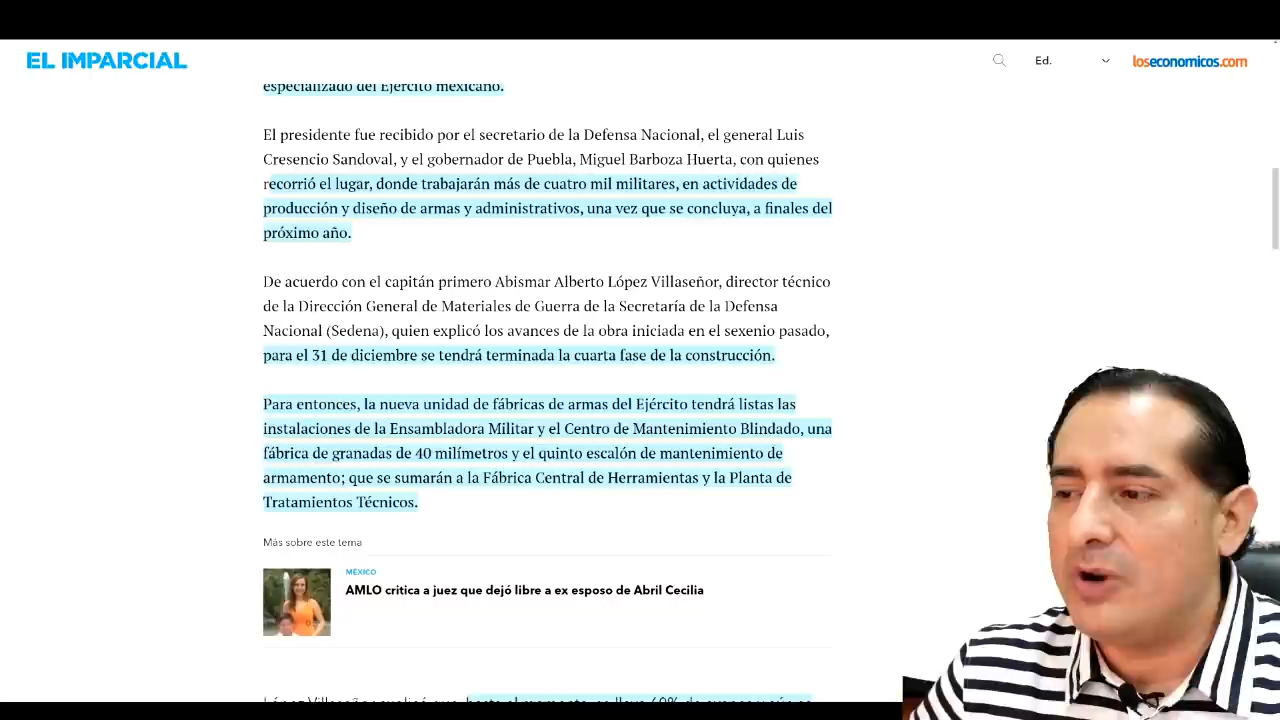 EL IMPARCIAL
Ed.
loseconomicos.com
especializado del Ejército mexicano.
El presidente fue recibido por el secretario de la Defensa Nacional, el general Luis
Cresencio Sandoval, y el gobernador de Puebla, Miguel Barboza Huerta, con quienes
recorrió el lugar, donde trabajarán más de cuatro mil militares, en actividades de
producción y diseño de armas y administrativos, una vez que se concluya, a finales del
próximo año.
De acuerdo con el capitán primero Abismar Alberto López Villaseñor, director técnico
de la Dirección General de Materiales de Guerra de la Secretaría de la Defensa
Nacional (Sedena), quien explicó los avances de la obra iniciada en el sexenio pasado,
para el 31 de diciembre se tendrá terminada la cuarta fase de la construcción.
Para entonces, la nueva unidad de fábricas de armas del Ejército tendrá listas las
instalaciones de la Ensambladora Militar y el Centro de Mantenimiento Blindado, una
fábrica de granadas de 40 milímetros y el quinto escalón de mantenimiento de
armamento; que se sumarán a la Fábrica Central de Herramientas y la Planta de
Tratamientos Técnicos.
Más sobre este tema
MÉXICO
AMLO critica a juez que dejó libre a ex esposo de Abril Cecilia